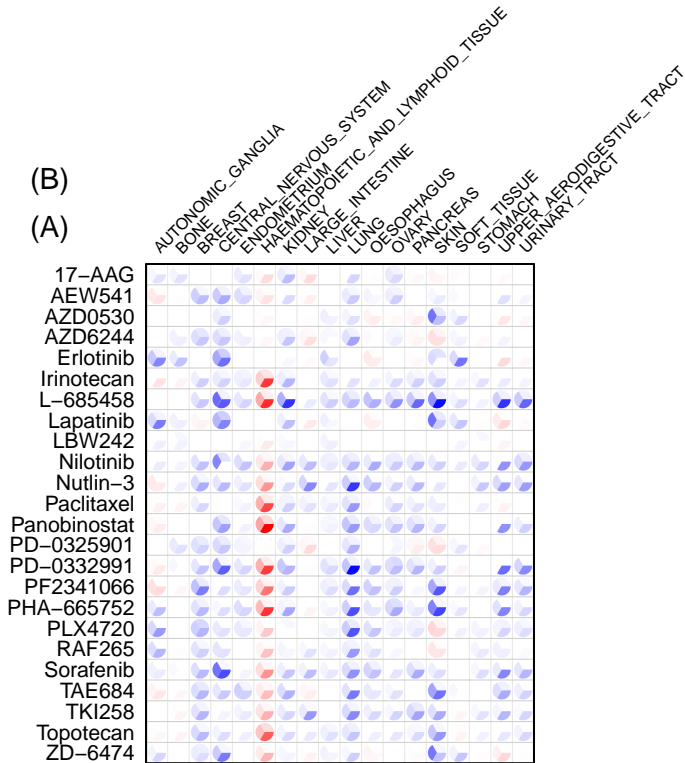 (B)
(A)
AUTONOMIC_GANGLIA
BONE
BREAST
CENTRAL_NERVOUS_SYSTEM
ENDOMETRIUM
HAEMATOPOIETIC_AND_LYMPHOID_TISSUE
KIDNEY
LARGE_INTESTINE
LIVER
LUNG
OESOPHAGUS
OVARY
PANCREAS
SKIN
SOFT_TISSUE
STOMACH
UPPER_AERODIGESTIVE_TRACT
URINARY_TRACT
17−AAG
AEW541
AZD0530
AZD6244
Erlotinib
Irinotecan
L−685458
Lapatinib
LBW242
Nilotinib
Nutlin−3
Paclitaxel
Panobinostat
PD−0325901
PD−0332991
PF2341066
PHA−665752
PLX4720
RAF265
Sorafenib
TAE684
TKI258
Topotecan
ZD−6474